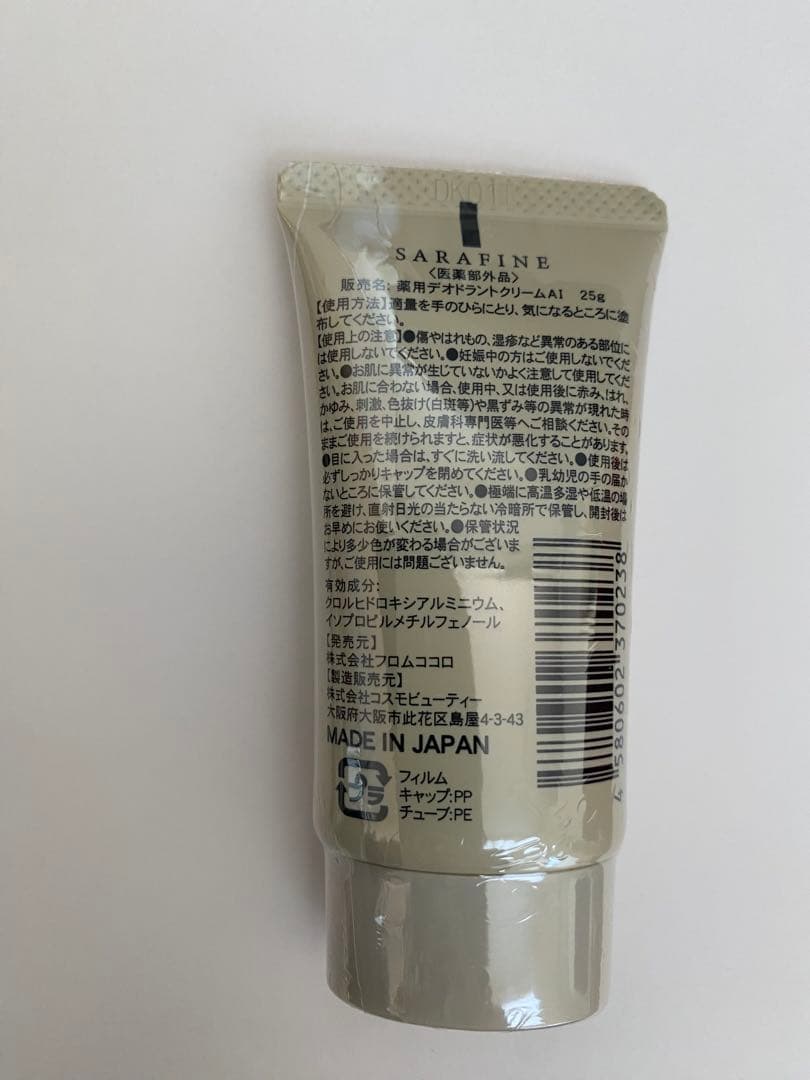 DK011
SARAFINE
〈医薬部外品〉
販売名: 薬用デオドラントクリームAI 25g
【使用方法】適量を手のひらにとり、気になるところに塗
布してください。
【使用上の注意】●傷やはれもの、湿疹など異常のある部位に
は使用しないでください。●妊娠中の方はご使用しないでくだ
さい。●お肌に異常が生じていないかよく注意して使用してくだ
さい。お肌に合わない場合、使用中、又は使用後に赤み、はれ、
かゆみ、刺激、色抜け(白斑等)や黒ずみ等の異常が現れた時
は、ご使用を中止し、皮膚科専門医等へご相談ください。その
ままご使用を続けられますと、症状が悪化することがあります。
●目に入った場合は、すぐに洗い流してください。●使用後は
必ずしっかりキャップを閉めてください。●乳幼児の手の届か
ないところに保管してください。●極端に高温多湿や低温の場
所を避け、直射日光の当たらない冷暗所で保管し、開封後は
お早めにお使いください。●保管状況
により多少色が変わる場合がございま
すが、ご使用には問題ございません。
有効成分:
クロルヒドロキシアルミニウム、
イソプロピルメチルフェノール
【発売元】
株式会社フロムココロ
【製造販売元】
株式会社コスモビューティー
大阪府大阪市此花区島屋4-3-43
MADE IN JAPAN
プラ
フィルム
キャップ:PP
チューブ:PE
4 580602 370238